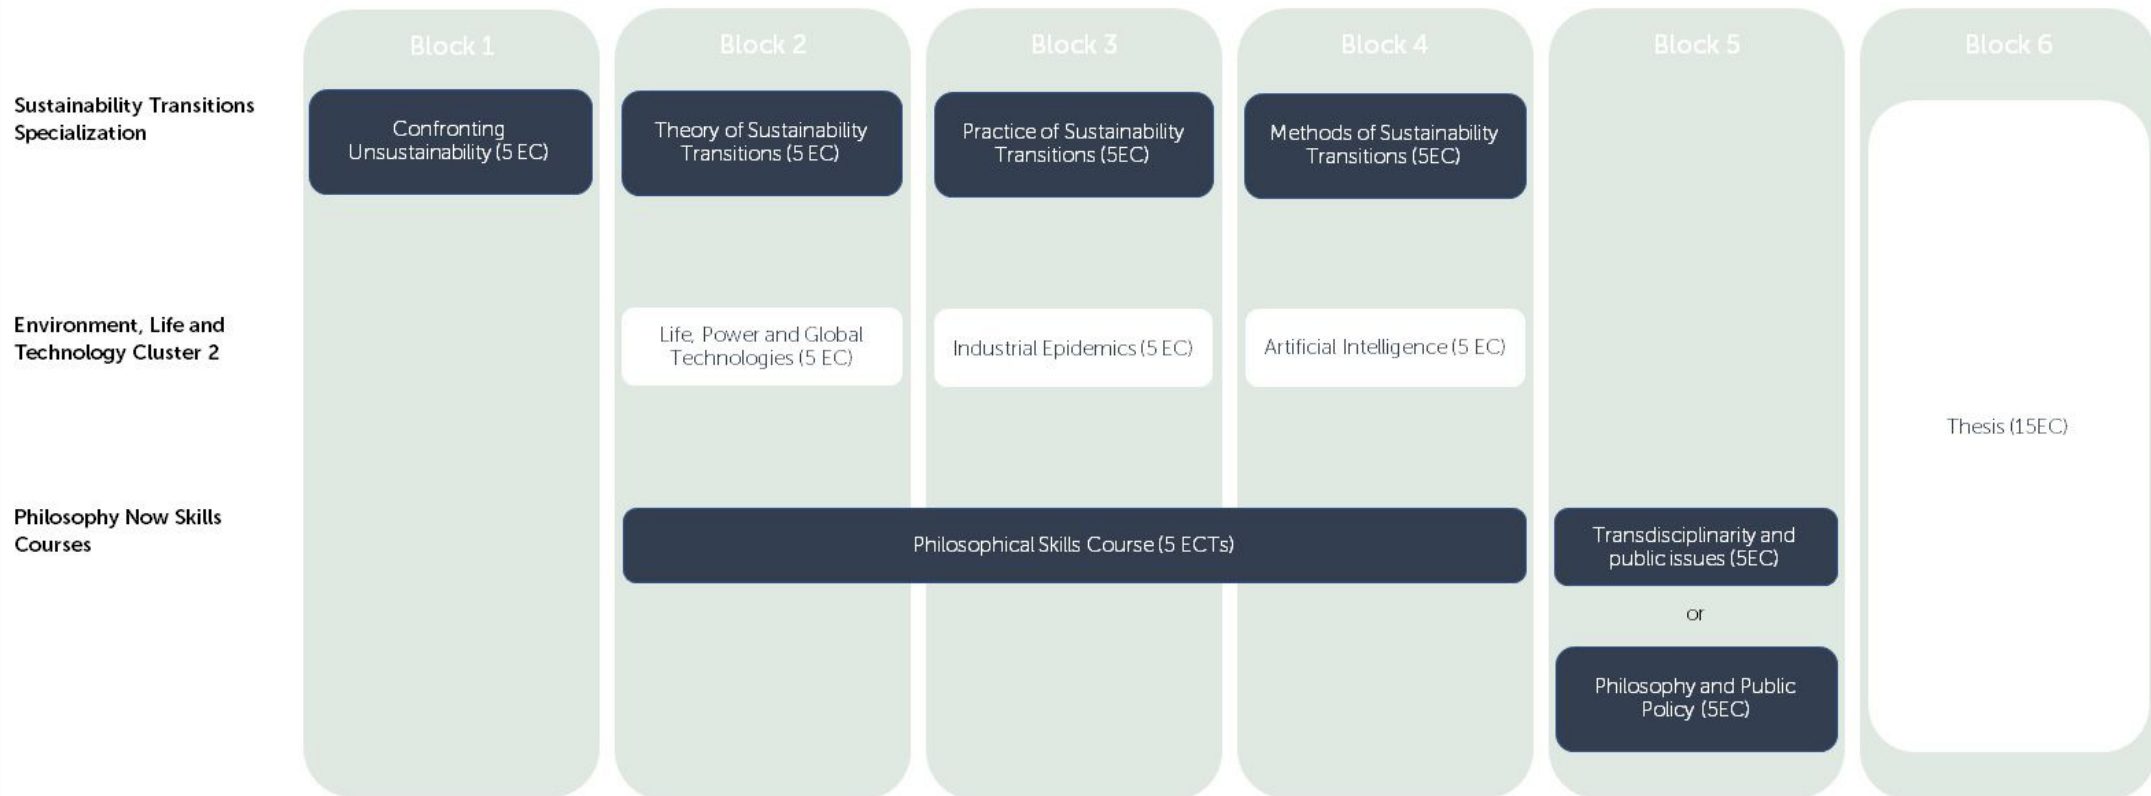 Block 1
Block 2
Block 3
Block 4
Block 5
Block 6
Sustainability Transitions
Specialization
Confronting
Unsustainability (5 EC)
Theory of Sustainability
Transitions (5 EC)
Practice of Sustainability
Transitions (5EC)
Methods of Sustainability
Transitions (5EC)
Environment, Life and
Technology Cluster 2
Life, Power and Global
Technologies (5 EC)
Industrial Epidemics (5 EC)
Artificial Intelligence (5 EC)
Thesis (15EC)
Philosophy Now Skills
Courses
Philosophical Skills Course (5 ECTs)
Transdisciplinarity and
public issues (5EC)
or
Philosophy and Public
Policy (5EC)